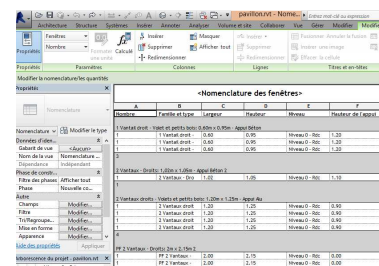 pavilion.rvt - Nome...
Entrez mot-clé ou expression
Architecture Structure Systèmes Insérer Annoter Analyser Volume et site Collaborer Vue Gérer Modifier
Fenêtres
Nombre
Propriétés
Formater une unité
Calculé
Insérer
Supprimer
Redimensionner
Masquer
Afficher tout
Insérer
Supprimer
Redimensionner
Fusionner Annuler la fusion
Insérer une image
Effacer la cellule
Propriétés Paramètres Colonnes Lignes Titres et en-têtes
Modifier la nomenclature/les quantités
Propriétés
Nomenclature
Nomenclature Modifier le type
Données d'iden...
Gabarit de vue <Aucun>
Nom de la vue Nomenclature ...
Dépendance Indépendant
Phase de constr...
Filtre des phases Afficher tout
Phase Nouvelle co...
Autre
Champs Modifier...
Filtre Modifier...
Tri/Regroupe... Modifier...
Mise en forme Modifier...
Apparence Modifier...
Aide des propriétés Appliquer
Arborescence du projet - pavilion.rvt
<Nomenclature des fenêtres>
A B C D E F
Nombre Famille et type Largeur Hauteur Niveau Hauteur de l'appui
1 Vantail droit - Volet et petits bois: 0.60m x 0.95m - Appui Béton
1 1 Vantail droit - 0.60 0.95 Niveau 0 - Rdc 1.20
1 1 Vantail droit - 0.60 0.95 Niveau 0 - Rdc 1.20
1 1 Vantail droit - 0.60 0.95 Niveau 0 - Rdc 1.20
3
2 Vantaux - Droits: 1.02m x 1.05m - Appui Béton 2
1 2 Vantaux - Dro 1.02 1.05 Niveau 0 - Rdc 1.10
1
2 Vantaux droits - Volets et petits bois: 1.20m x 1.25m - Appui Alu
1 2 Vantaux droit 1.20 1.25 Niveau 0 - Rdc 0.90
1 2 Vantaux droit 1.20 1.25 Niveau 0 - Rdc 0.90
1 2 Vantaux droit 1.20 1.25 Niveau 0 - Rdc 0.90
1 2 Vantaux droit 1.20 1.25 Niveau 0 - Rdc 0.90
4
PF 2 Vantaux - Droits: 2m x 2.15m 2
1 PF 2 Vantaux - 2.00 2.15 Niveau 0 - Rdc 0.00
1 PF 2 Vantaux - 2.00 2.15 Niveau 0 - Rdc 0.00